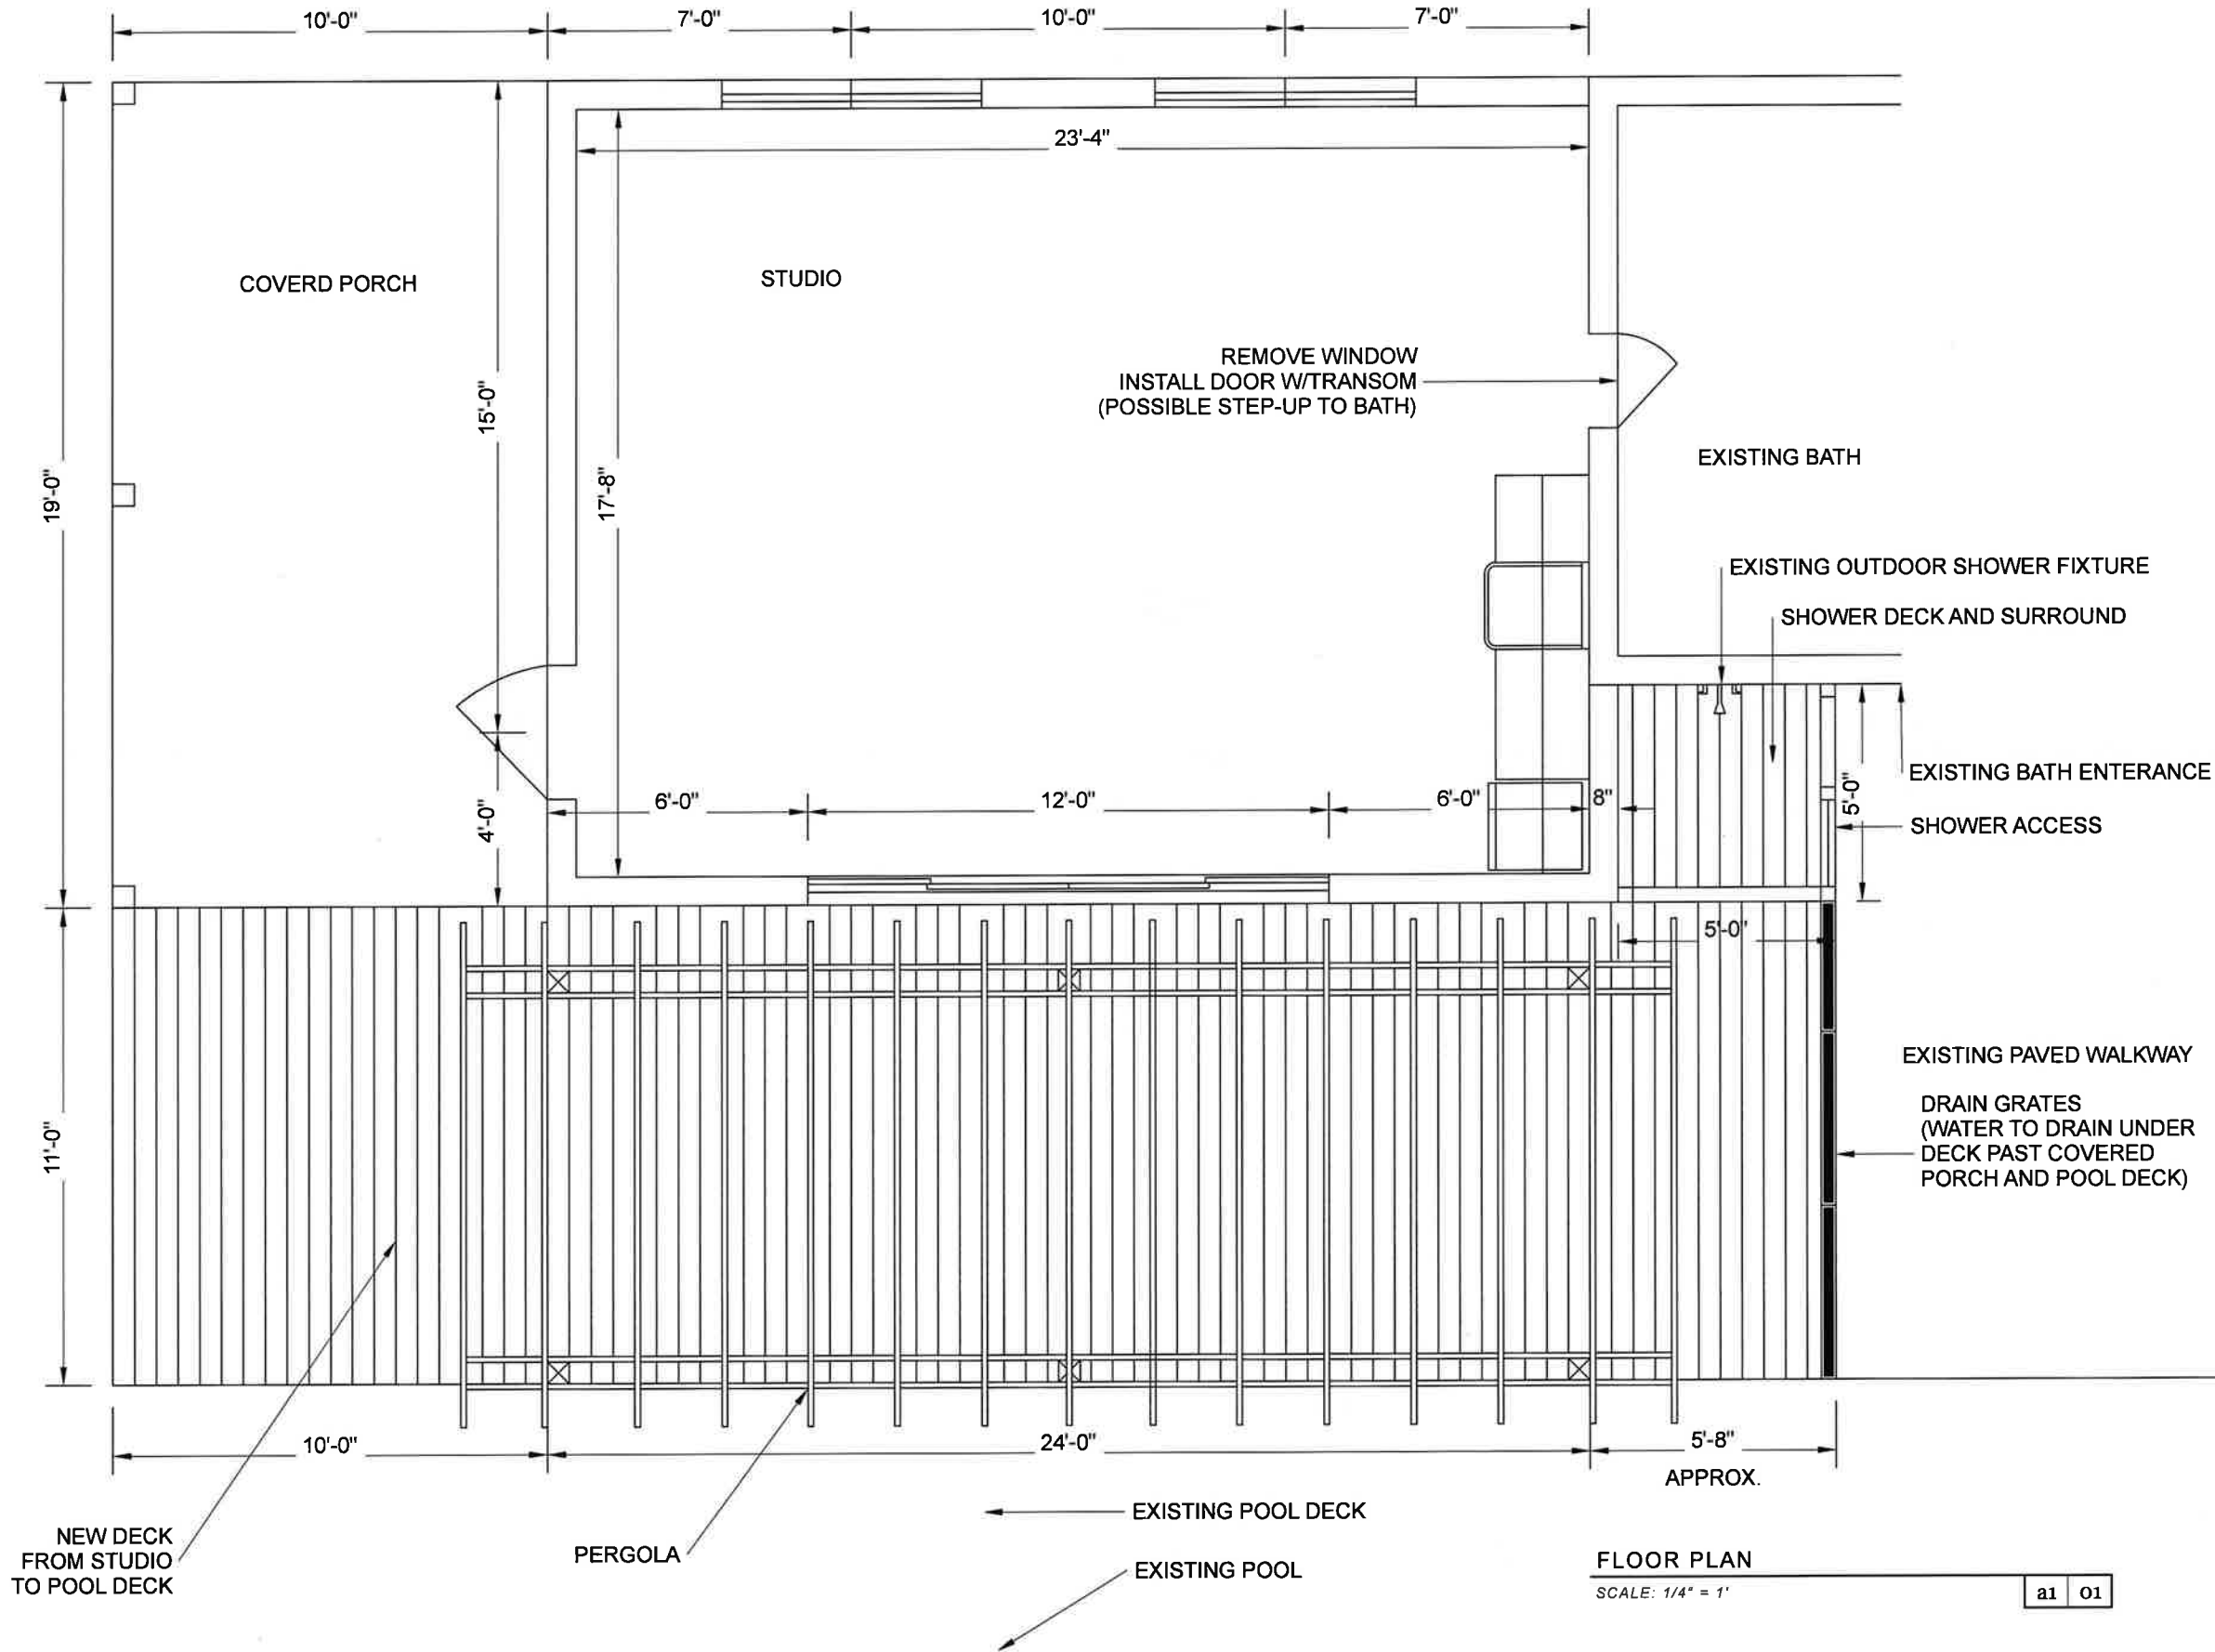 10'-0"
7'-0"
10'-0"
7'-0"
23'-4"
COVERD PORCH
STUDIO
REMOVE WINDOW
INSTALL DOOR W/TRANSOM
(POSSIBLE STEP-UP TO BATH)
15'-0"
19'-0"
17'-8"
EXISTING BATH
EXISTING OUTDOOR SHOWER FIXTURE
SHOWER DECK AND SURROUND
EXISTING BATH ENTERANCE
6'-0"
12'-0"
6'-0"
8"
5'-0"
4'-0"
SHOWER ACCESS
5'-0"
EXISTING PAVED WALKWAY
DRAIN GRATES
(WATER TO DRAIN UNDER
DECK PAST COVERED
PORCH AND POOL DECK)
11'-0"
10'-0"
24'-0"
5'-8"
APPROX.
EXISTING POOL DECK
NEW DECK
FROM STUDIO
TO POOL DECK
PERGOLA
EXISTING POOL
FLOOR PLAN
SCALE: 1/4" = 1'
a1 01